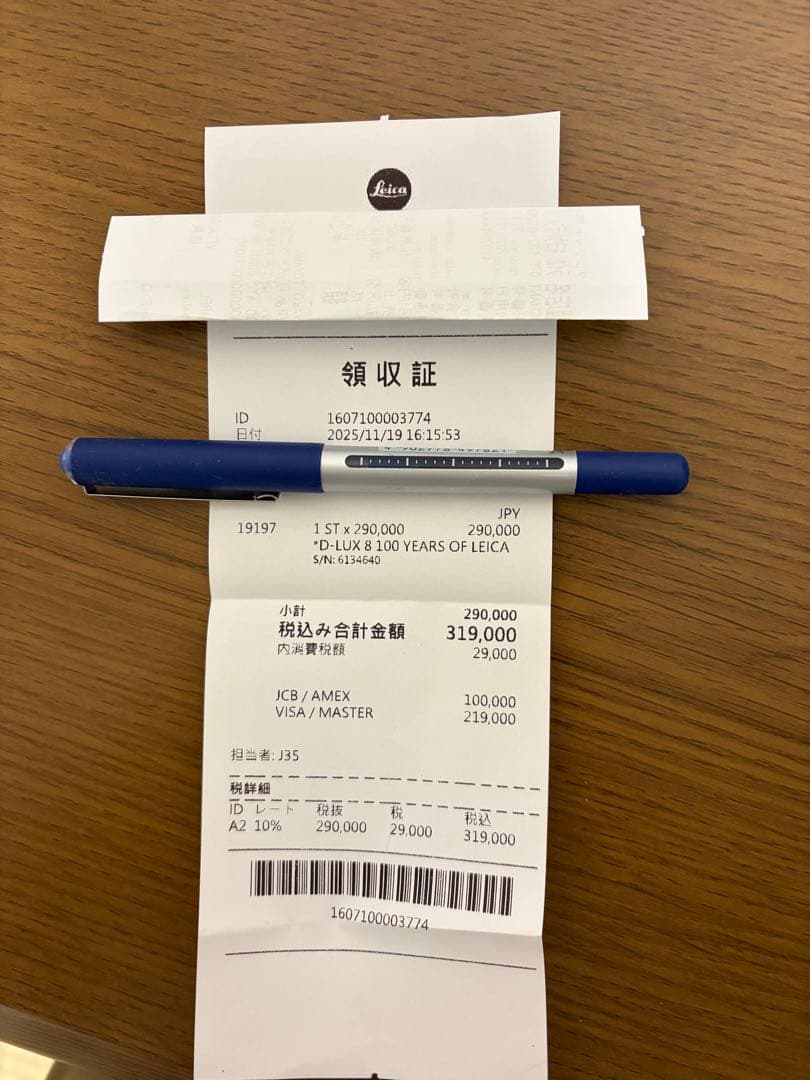 Leica
領収証
ID 1607100003774
日付 2025/11/19 16:15:53
JPY
19197 1 ST x 290,000 290,000
*D-LUX 8 100 YEARS OF LEICA
S/N: 6134640
小計 290,000
税込み合計金額 319,000
内消費税額 29,000
JCB / AMEX 100,000
VISA / MASTER 219,000
担当者: J35
税詳細
ID レート 税抜 税 税込
A2 10% 290,000 29,000 319,000
1607100003774